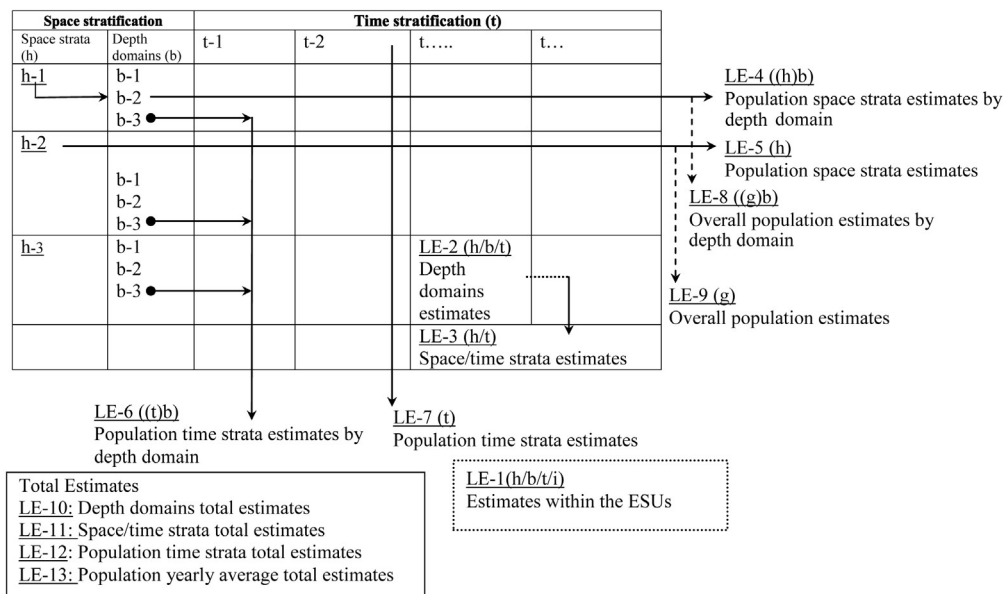 Space stratification
Time stratification (t)
Space strata (h)
Depth domains (b)
t-1
t-2
t…..
t…
h-1
b-1
b-2
b-3
h-2
b-1
b-2
b-3
h-3
b-1
b-2
b-3
LE-2 (h/b/t)
Depth
domains
estimates
LE-3 (h/t)
Space/time strata estimates
LE-4 ((h)b)
Population space strata estimates by
depth domain
LE-5 (h)
Population space strata estimates
LE-8 ((g)b)
Overall population estimates by
depth domain
LE-9 (g)
Overall population estimates
LE-6 ((t)b)
Population time strata estimates by
depth domain
LE-7 (t)
Population time strata estimates
LE-1(h/b/t/i)
Estimates within the ESUs
Total Estimates
LE-10: Depth domains total estimates
LE-11: Space/time strata total estimates
LE-12: Population time strata total estimates
LE-13: Population yearly average total estimates